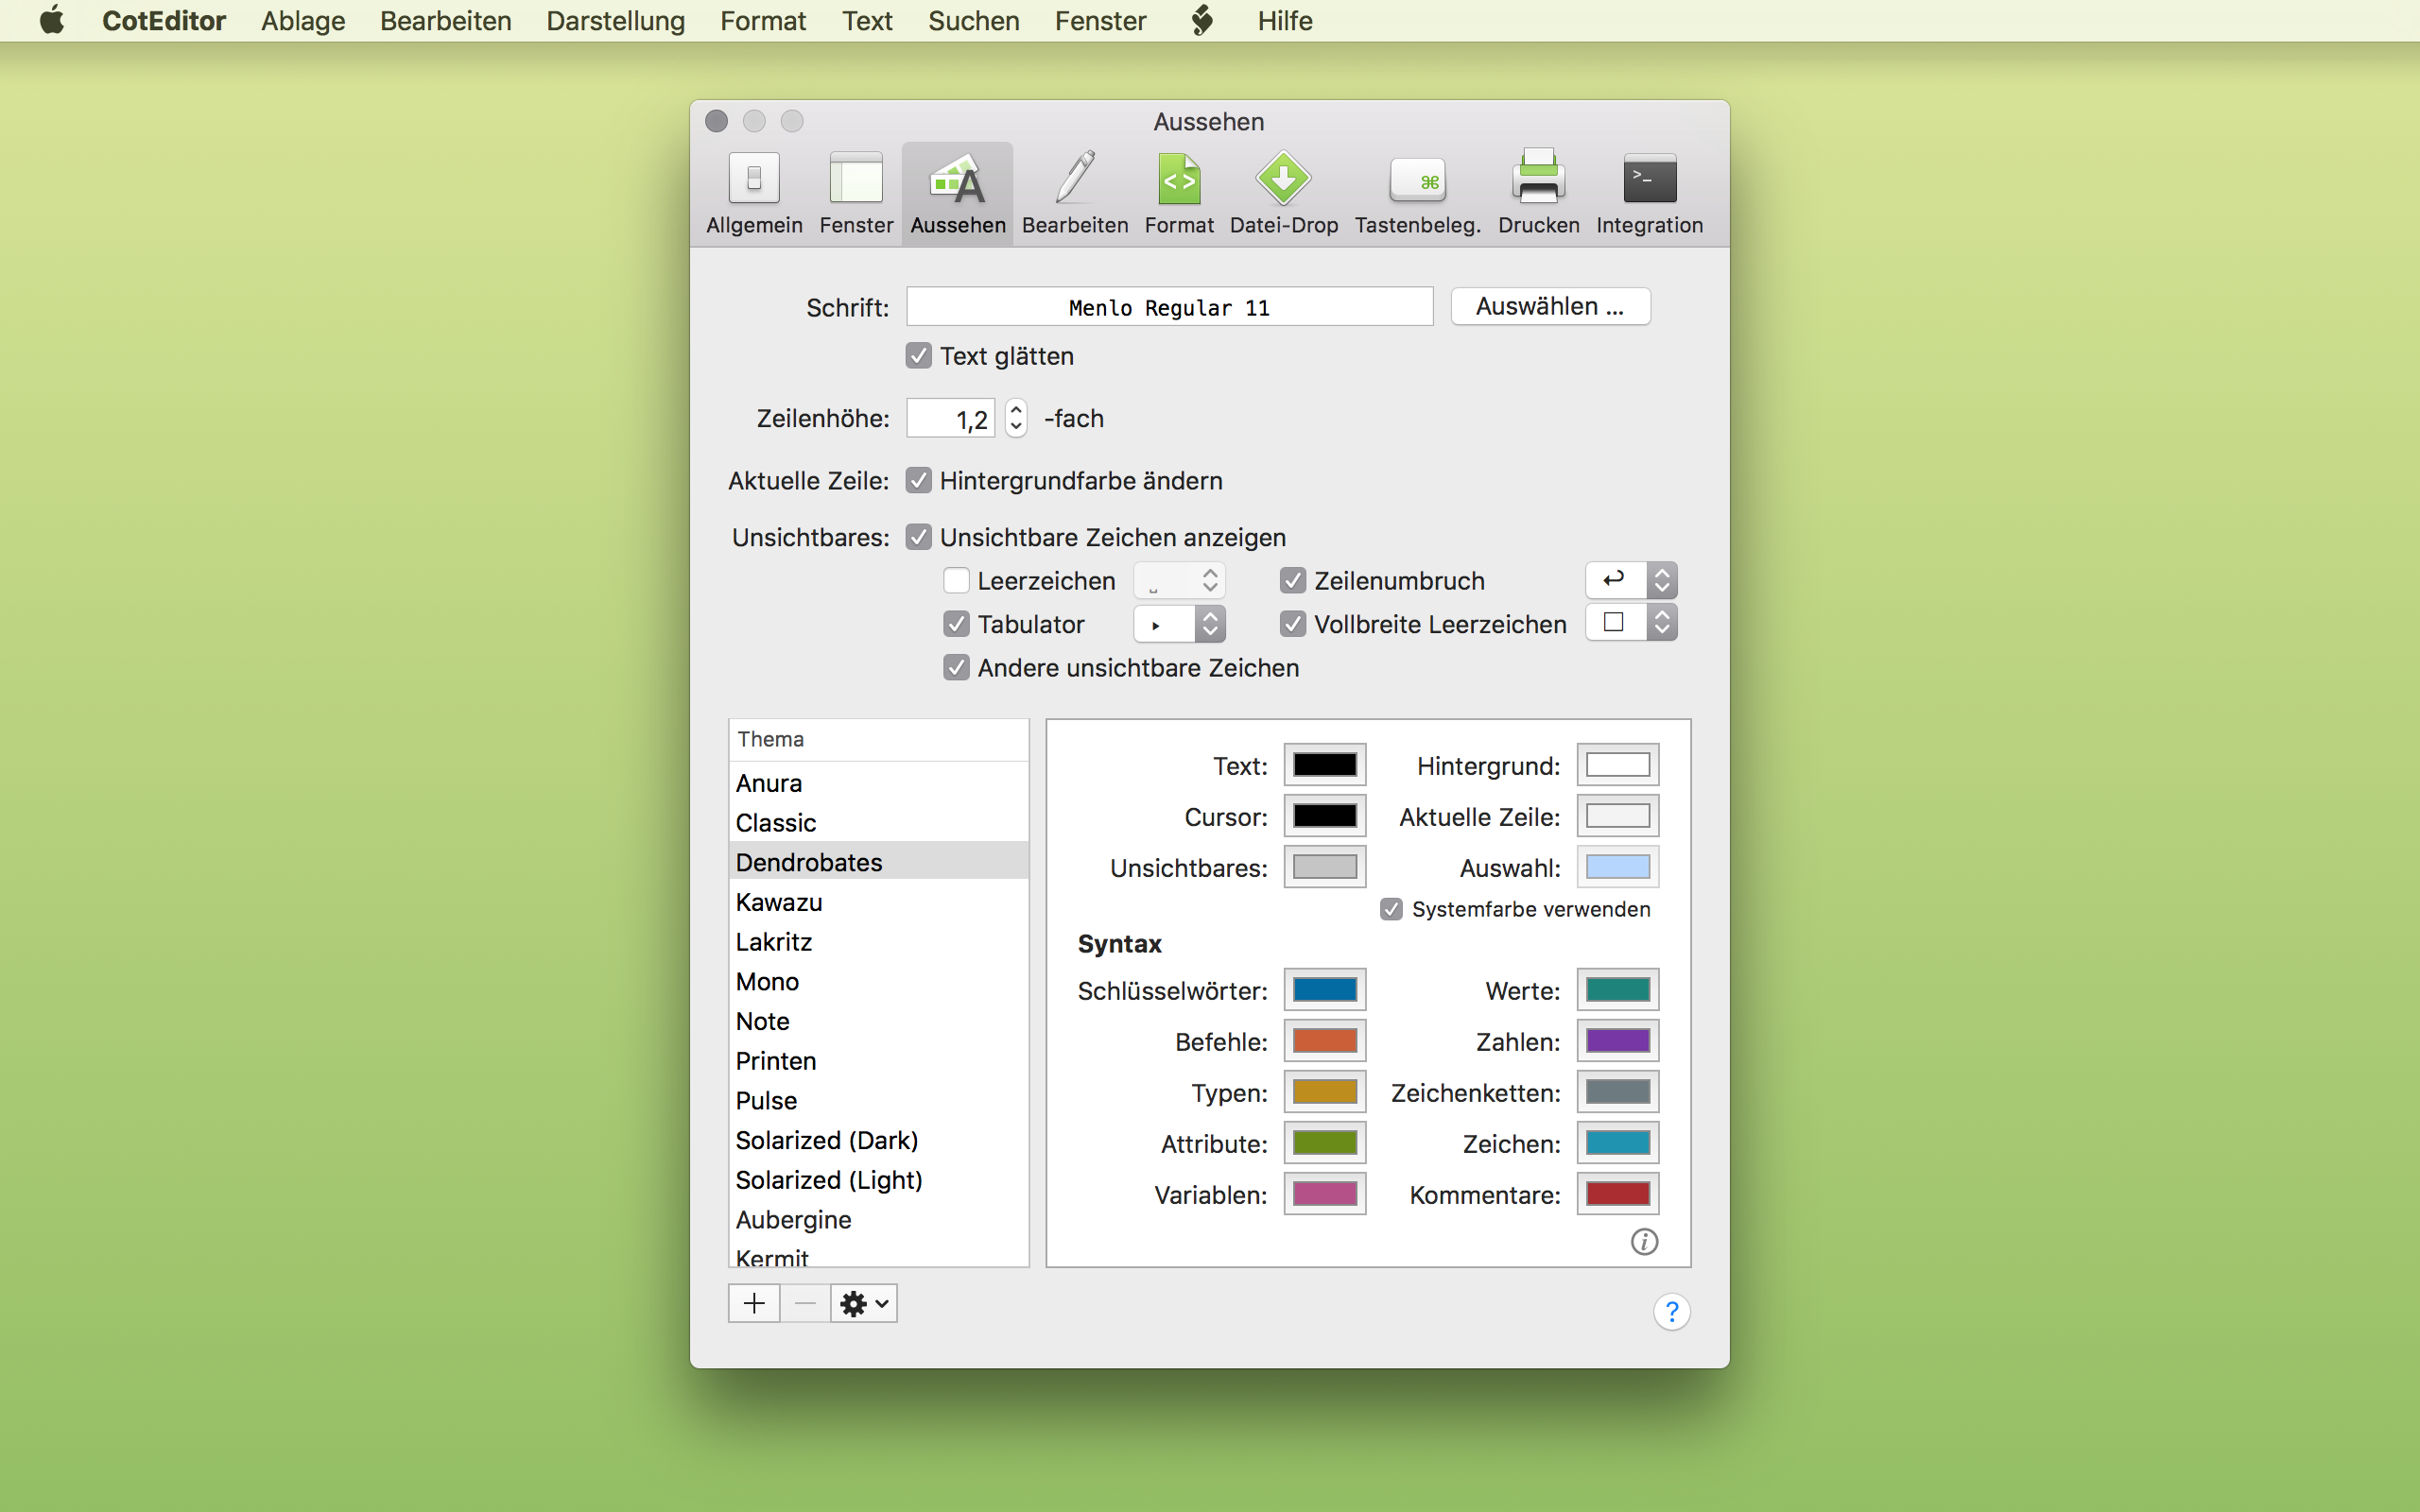 CotEditor Ablage Bearbeiten Darstellung Format Text Suchen Fenster Hilfe
Aussehen
Allgemein Fenster Aussehen Bearbeiten Format Datei-Drop Tastenbeleg. Drucken Integration
Schrift: Menlo Regular 11 Auswählen ...
Text glätten
Zeilenhöhe: 1,2 -fach
Aktuelle Zeile: Hintergrundfarbe ändern
Unsichtbares: Unsichtbare Zeichen anzeigen
Leerzeichen ␣ Zeilenumbruch ↩
Tabulator ‣ Vollbreite Leerzeichen □
Andere unsichtbare Zeichen
Thema
Anura
Classic
Dendrobates
Kawazu
Lakritz
Mono
Note
Printen
Pulse
Solarized (Dark)
Solarized (Light)
Aubergine
Kermit
Text: Hintergrund:
Cursor: Aktuelle Zeile:
Unsichtbares: Auswahl:
Systemfarbe verwenden
Syntax
Schlüsselwörter: Werte:
Befehle: Zahlen:
Typen: Zeichenketten:
Attribute: Zeichen:
Variablen: Kommentare: